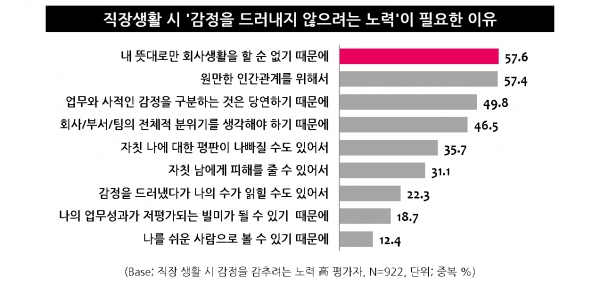 직장생활 시 '감정을 드러내지 않으려는 노력'이 필요한 이유
내 뜻대로만 회사생활을 할 순 없기 때문에 57.6
원만한 인간관계를 위해서 57.4
업무와 사적인 감정을 구분하는 것은 당연하기 때문에 49.8
회사/부서/팀의 전체적 분위기를 생각해야 하기 때문에 46.5
자칫 나에 대한 평판이 나빠질 수도 있어서 35.7
자칫 남에게 피해를 줄 수 있어서 31.1
감정을 드러냈다가 나의 수가 읽힐 수도 있어서 22.3
나의 업무성과가 저평가되는 빌미가 될 수 있기 때문에 18.7
나를 쉬운 사람으로 볼 수 있기 때문에 12.4
(Base: 직장 생활 시 감정을 감추려는 노력 高 평가자, N=922, 단위: 중복 %)